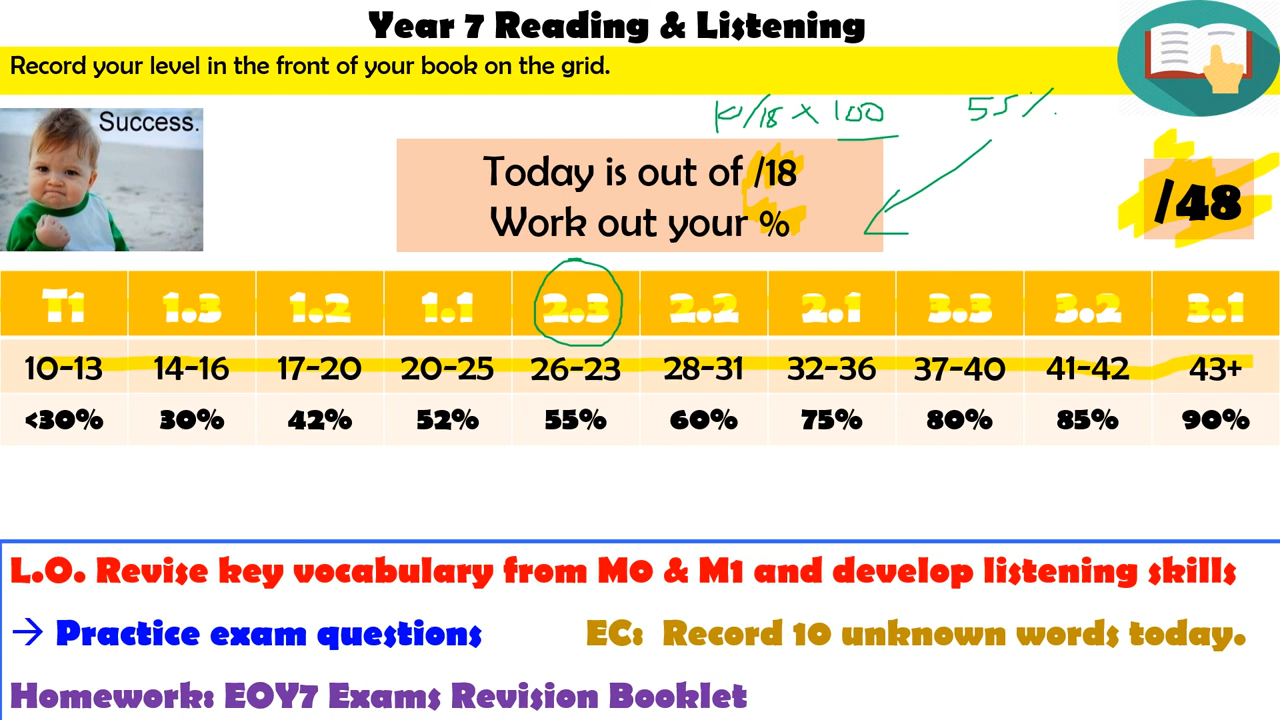 Year 7 Reading & Listening
Record your level in the front of your book on the grid.
Success.
10/18 x 100
55%.
Today is out of /18
Work out your %
/48
T1 1.3 1.2 1.1 2.3 2.2 2.1 3.3 3.2 3.1
10-13 14-16 17-20 20-25 26-23 28-31 32-36 37-40 41-42 43+
<30% 30% 42% 52% 55% 60% 75% 80% 85% 90%
L.O. Revise key vocabulary from M0 & M1 and develop listening skills
→ Practice exam questions
EC: Record 10 unknown words today.
Homework: EOY7 Exams Revision Booklet